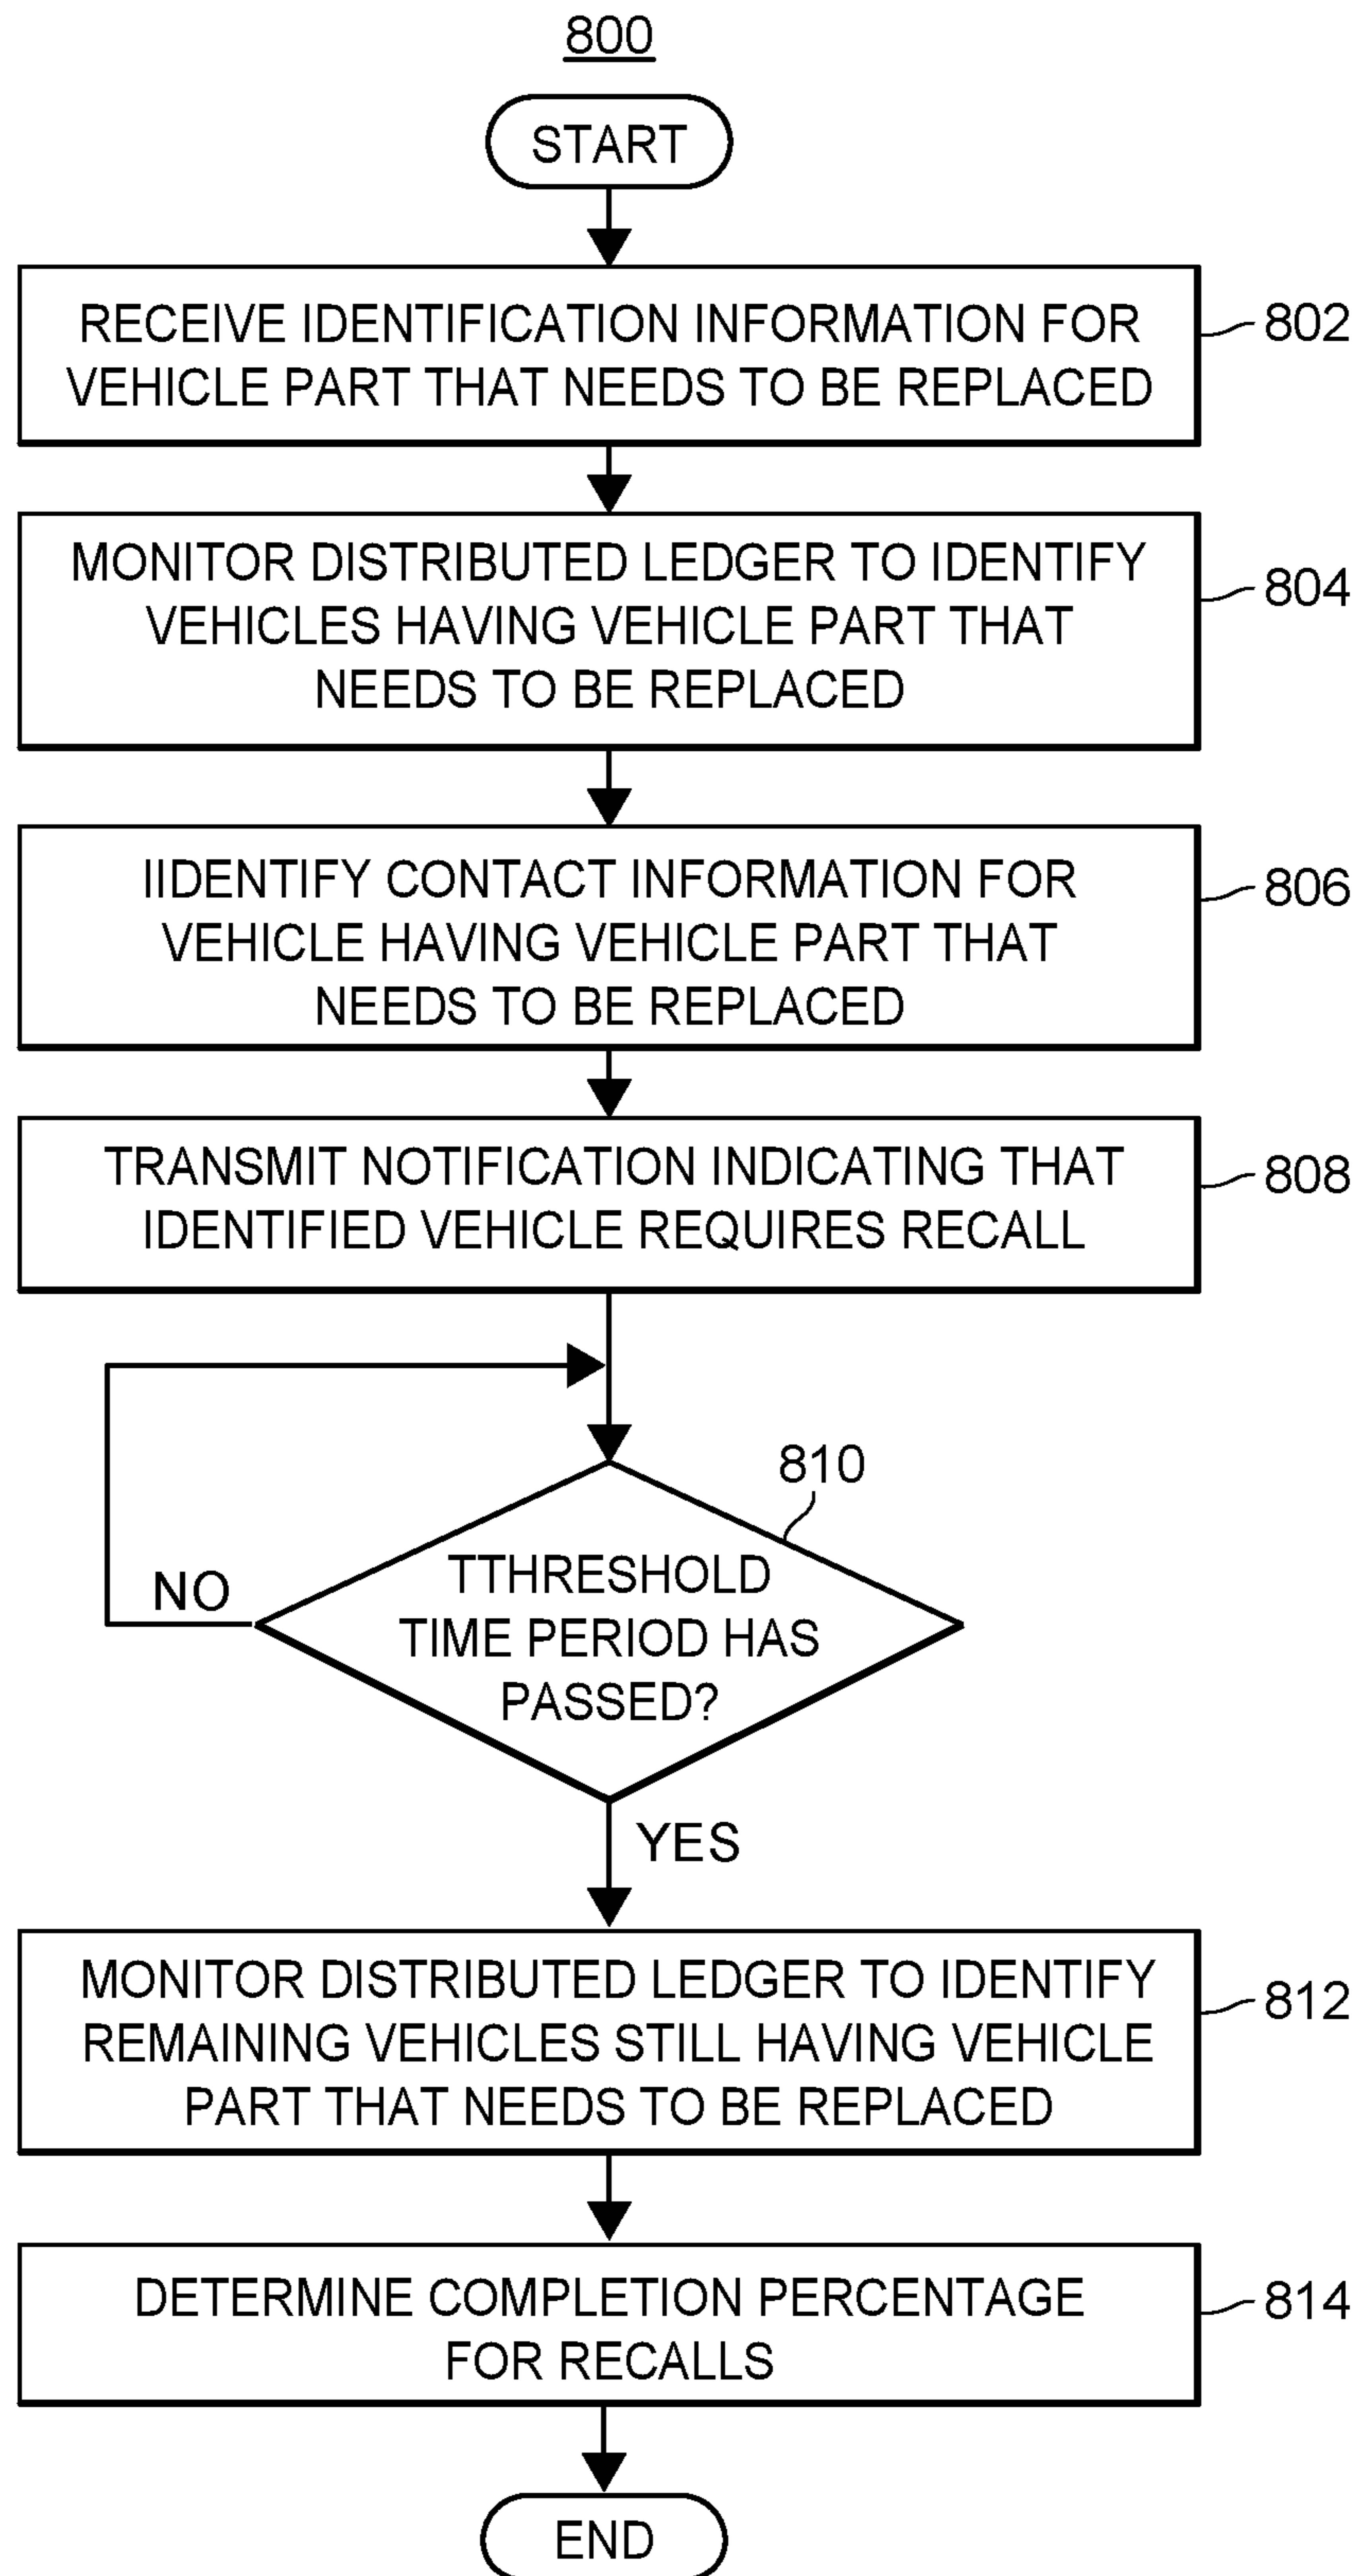 800
START
RECEIVE IDENTIFICATION INFORMATION FOR
VEHICLE PART THAT NEEDS TO BE REPLACED
802
MONITOR DISTRIBUTED LEDGER TO IDENTIFY
VEHICLES HAVING VEHICLE PART THAT
NEEDS TO BE REPLACED
804
IIDENTIFY CONTACT INFORMATION FOR
VEHICLE HAVING VEHICLE PART THAT
NEEDS TO BE REPLACED
806
TRANSMIT NOTIFICATION INDICATING THAT
IDENTIFIED VEHICLE REQUIRES RECALL
808
810
TTHRESHOLD
TIME PERIOD HAS
PASSED?
NO
YES
MONITOR DISTRIBUTED LEDGER TO IDENTIFY
REMAINING VEHICLES STILL HAVING VEHICLE
PART THAT NEEDS TO BE REPLACED
812
DETERMINE COMPLETION PERCENTAGE
FOR RECALLS
814
END